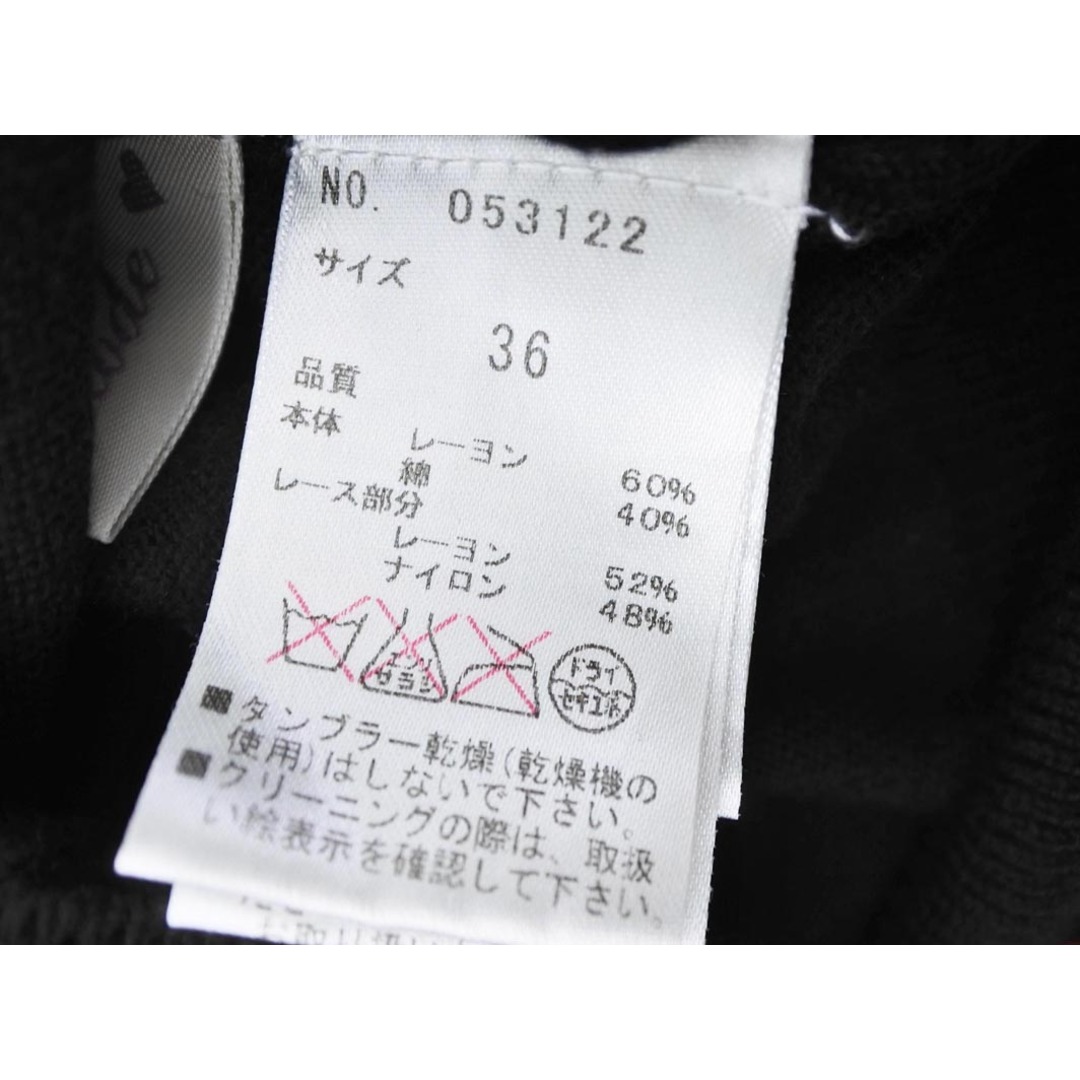 NO. 053122
サイズ
36
品質
本体
レーヨン 60%
綿 40%
レース部分
レーヨン 52%
ナイロン 48%
エンソ
サラシ
ドライ
セキユ系
■タンブラー乾燥(乾燥機の
使用)はしないで下さい。
■クリーニングの際は、取扱
い絵表示を確認して下さい。